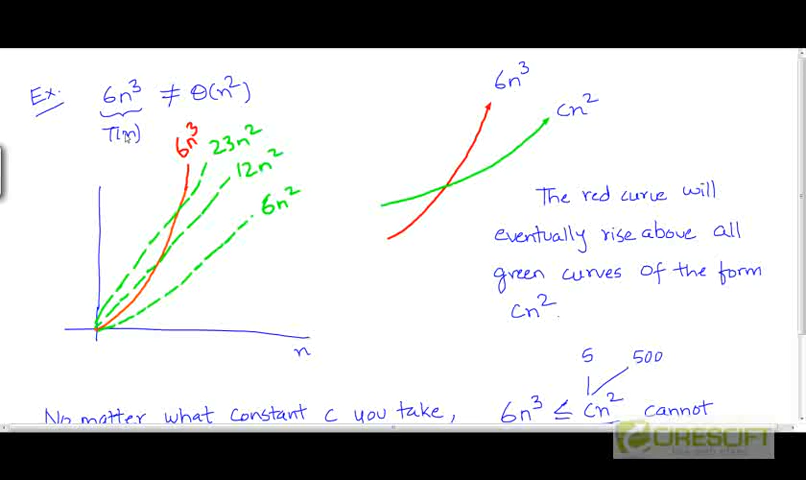 Ex. 6n³ ≠ Θ(n²)
T(n)
6n³ 23n²
12n²
6n²
n
6n³
cn²
The red curve will
eventually rise above all
green curves of the form
cn².
5 500
No matter what constant c you take, 6n³ ≤ cn² cannot
CIRESCIFT